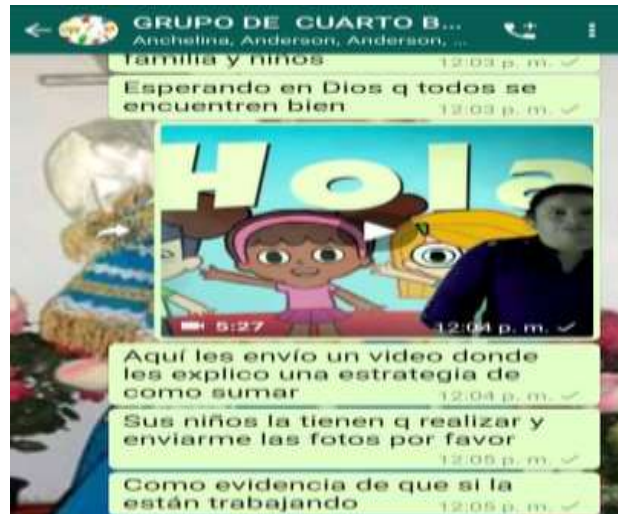 GRUPO DE CUARTO B...
Anchelina, Anderson, Anderson, ...
familia y niños
12:03 p. m.
Esperando en Dios q todos se
encuentren bien
12:03 p. m.
Hola
5:27
12:04 p. m.
Aquí les envío un video donde
les explico una estrategia de
como sumar
12:04 p. m.
Sus niños la tienen q realizar y
enviarme las fotos por favor
12:05 p. m.
Como evidencia de que si la
están trabajando
12:05 p. m.